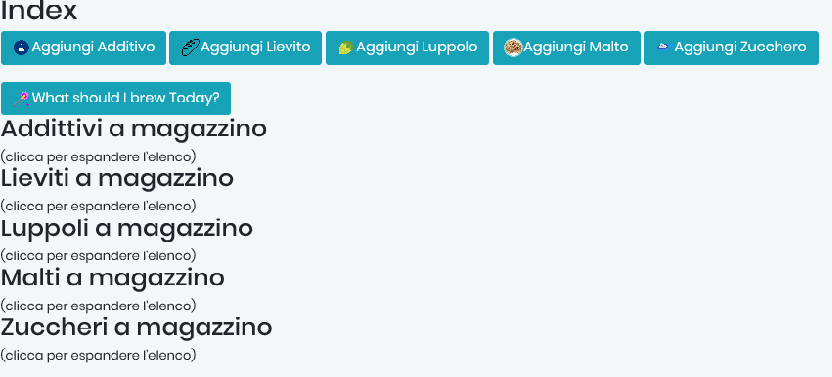 Index
Aggiungi Additivo Aggiungi Lievito Aggiungi Luppolo Aggiungi Malto Aggiungi Zucchero
What should I brew Today?
Addittivi a magazzino
(clicca per espandere l'elenco)
Lieviti a magazzino
(clicca per espandere l'elenco)
Luppoli a magazzino
(clicca per espandere l'elenco)
Malti a magazzino
(clicca per espandere l'elenco)
Zuccheri a magazzino
(clicca per espandere l'elenco)